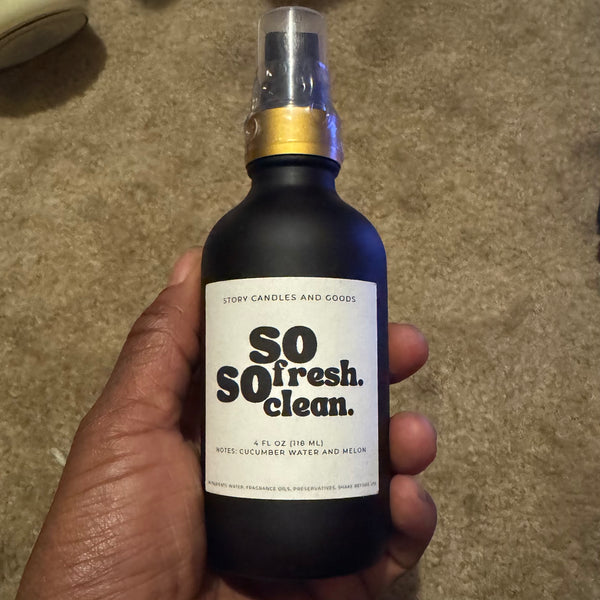 STORY CANDLES AND GOODS
SO
fresh.
SO
clean.
4 FL OZ (118 ML)
NOTES: CUCUMBER WATER AND MELON
WATER, FRAGRANCE OILS, PRESERVATIVES. SHAKE BEFORE